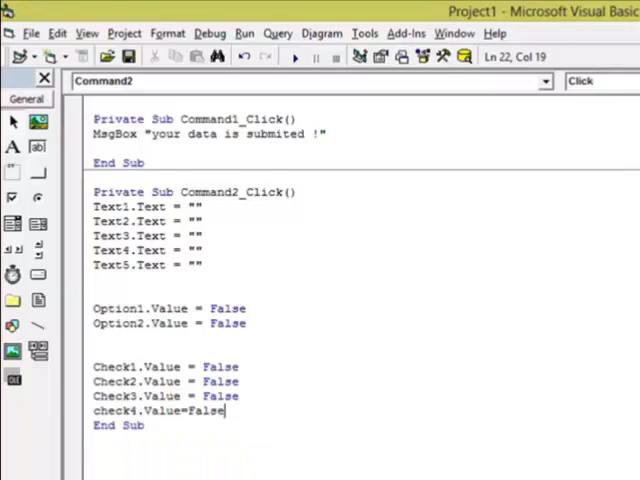 Project1 - Microsoft Visual Basic
File Edit View Project Format Debug Run Query Diagram Tools Add-Ins Window Help
Ln 22, Col 19
Command2
Click
General
A
ab
Private Sub Command1_Click()
MsgBox "your data is submited !"
End Sub
Private Sub Command2_Click()
Text1.Text = ""
Text2.Text = ""
Text3.Text = ""
Text4.Text = ""
Text5.Text = ""
Option1.Value = False
Option2.Value = False
Check1.Value = False
Check2.Value = False
Check3.Value = False
check4.Value=False
End Sub